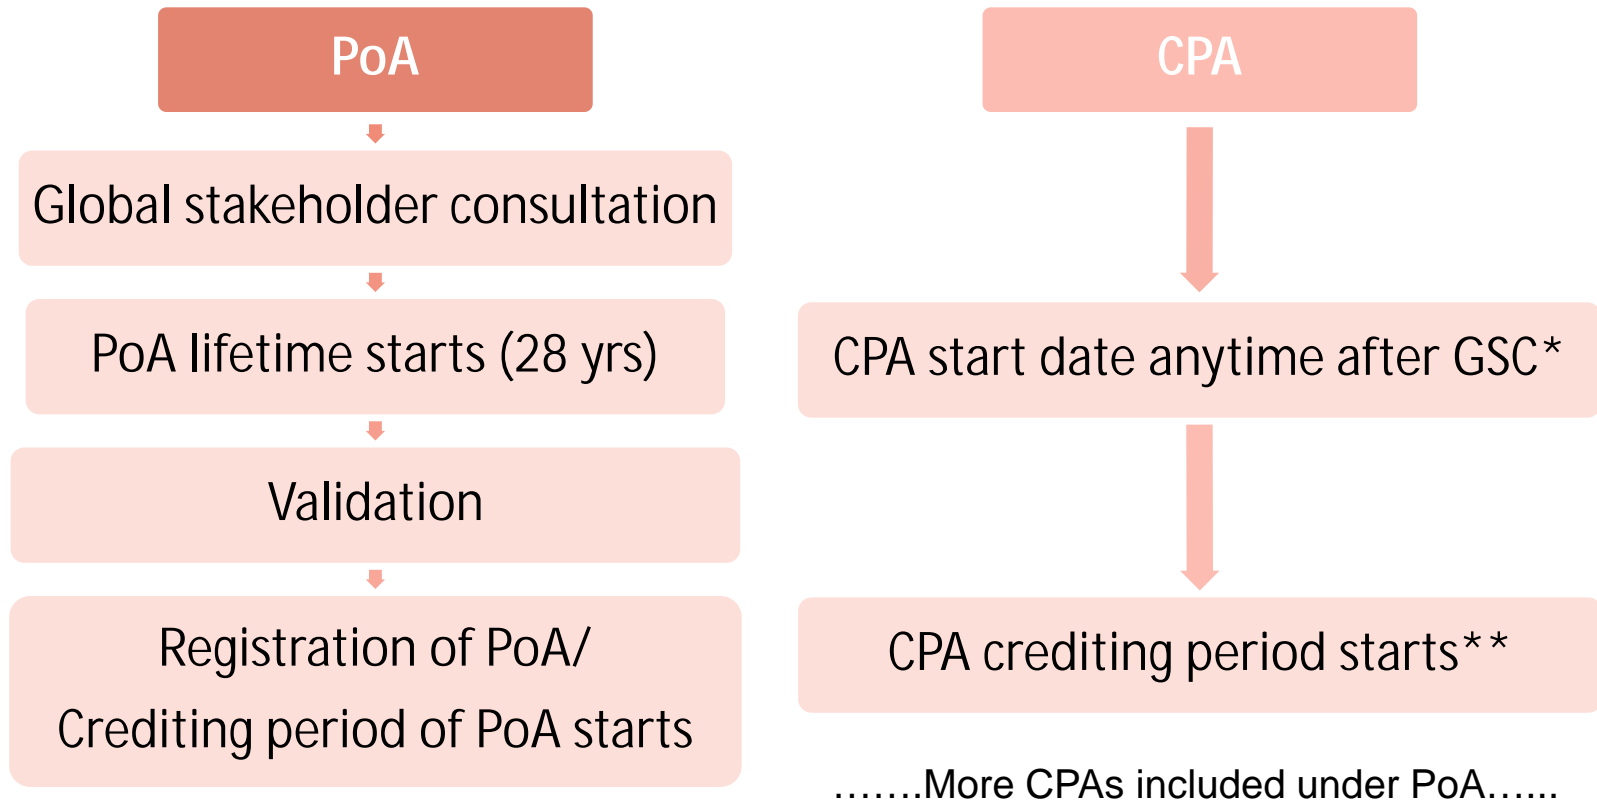 PoA
Global stakeholder consultation
PoA lifetime starts (28 yrs)
Validation
Registration of PoA/
Crediting period of PoA starts
CPA
CPA start date anytime after GSC*
CPA crediting period starts**
…….More CPAs included under PoA…...